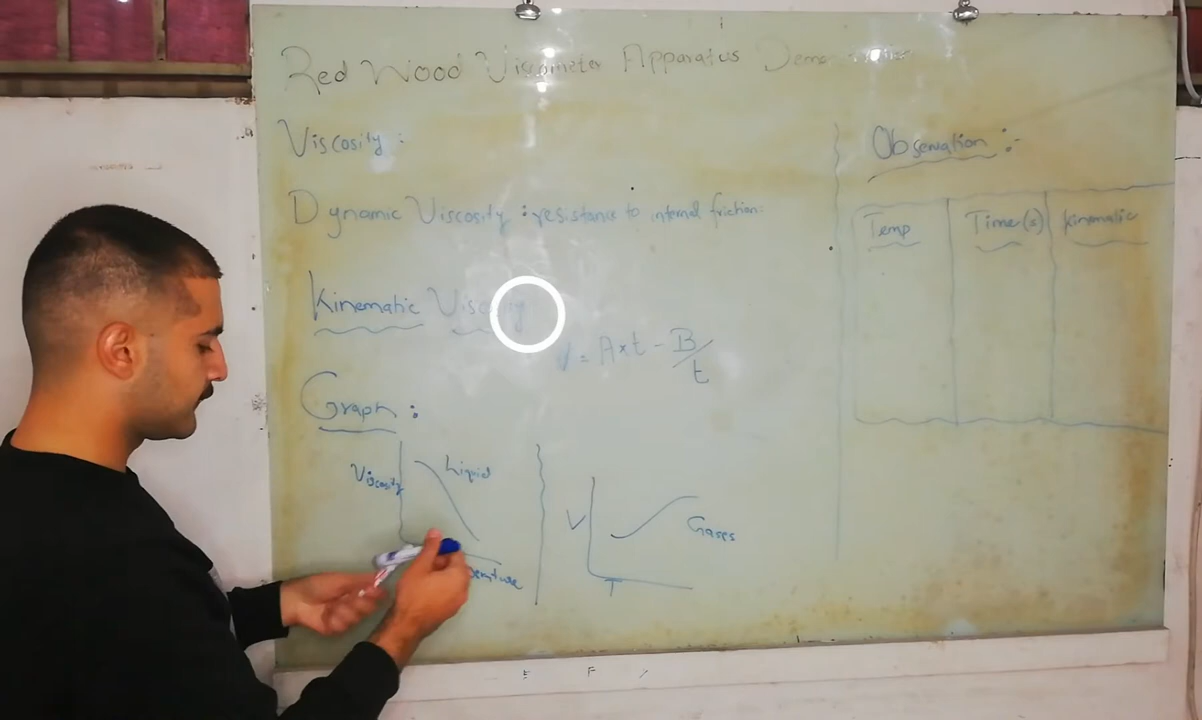 Red Wood Viscometer Apparatus
Viscosity :
Dynamic Viscosity : resistance to internal friction.
Kinematic Viscosity
V = A*t - B/t
Graph :
Viscosity
Liquid
V
T
Gases
Observation :-
Temp
Time(s)
Kinematic